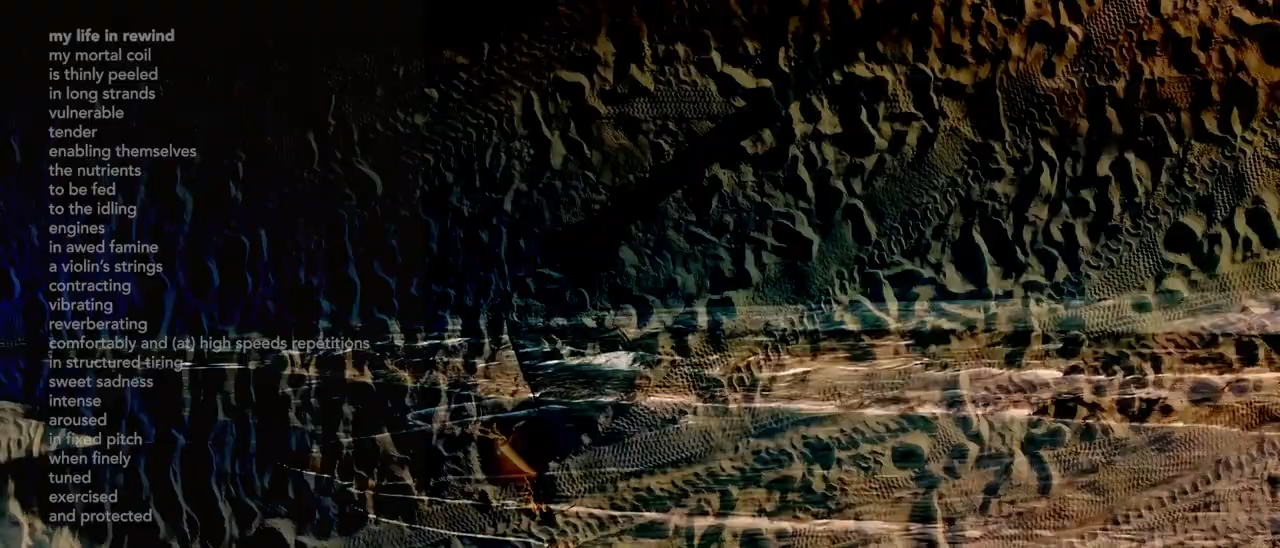 my life in rewind
my mortal coil
is thinly peeled
in long strands
vulnerable
tender
enabling themselves
the nutrients
to be fed
to the idling
engines
in awed famine
a violin's strings
contracting
vibrating
reverberating
comfortably and (at) high speeds repetitions
in structured tiring
sweet sadness
intense
aroused
in fixed pitch
when finely
tuned
exercised
and protected